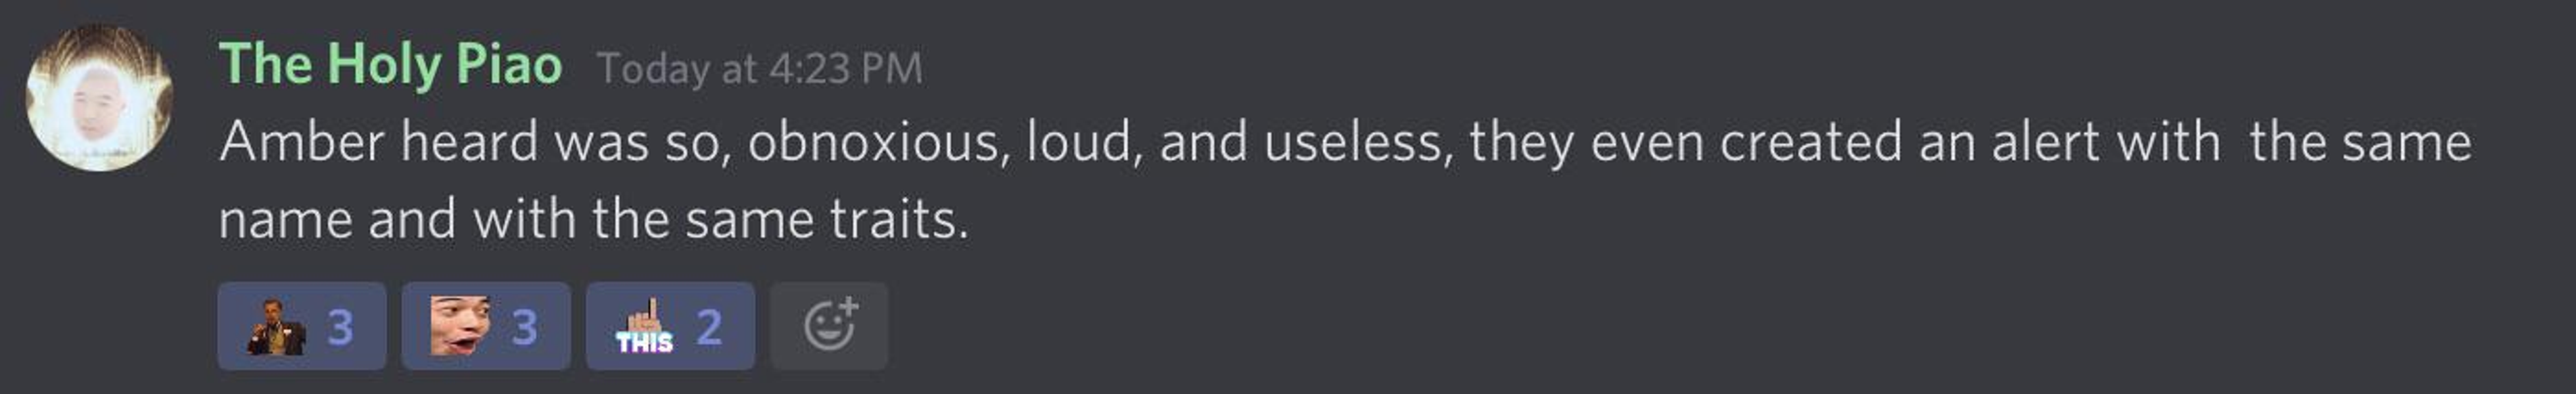 The Holy Piao Today at 4:23 PM
Amber heard was so, obnoxious, loud, and useless, they even created an alert with  the same
name and with the same traits.
3 3 THIS 2